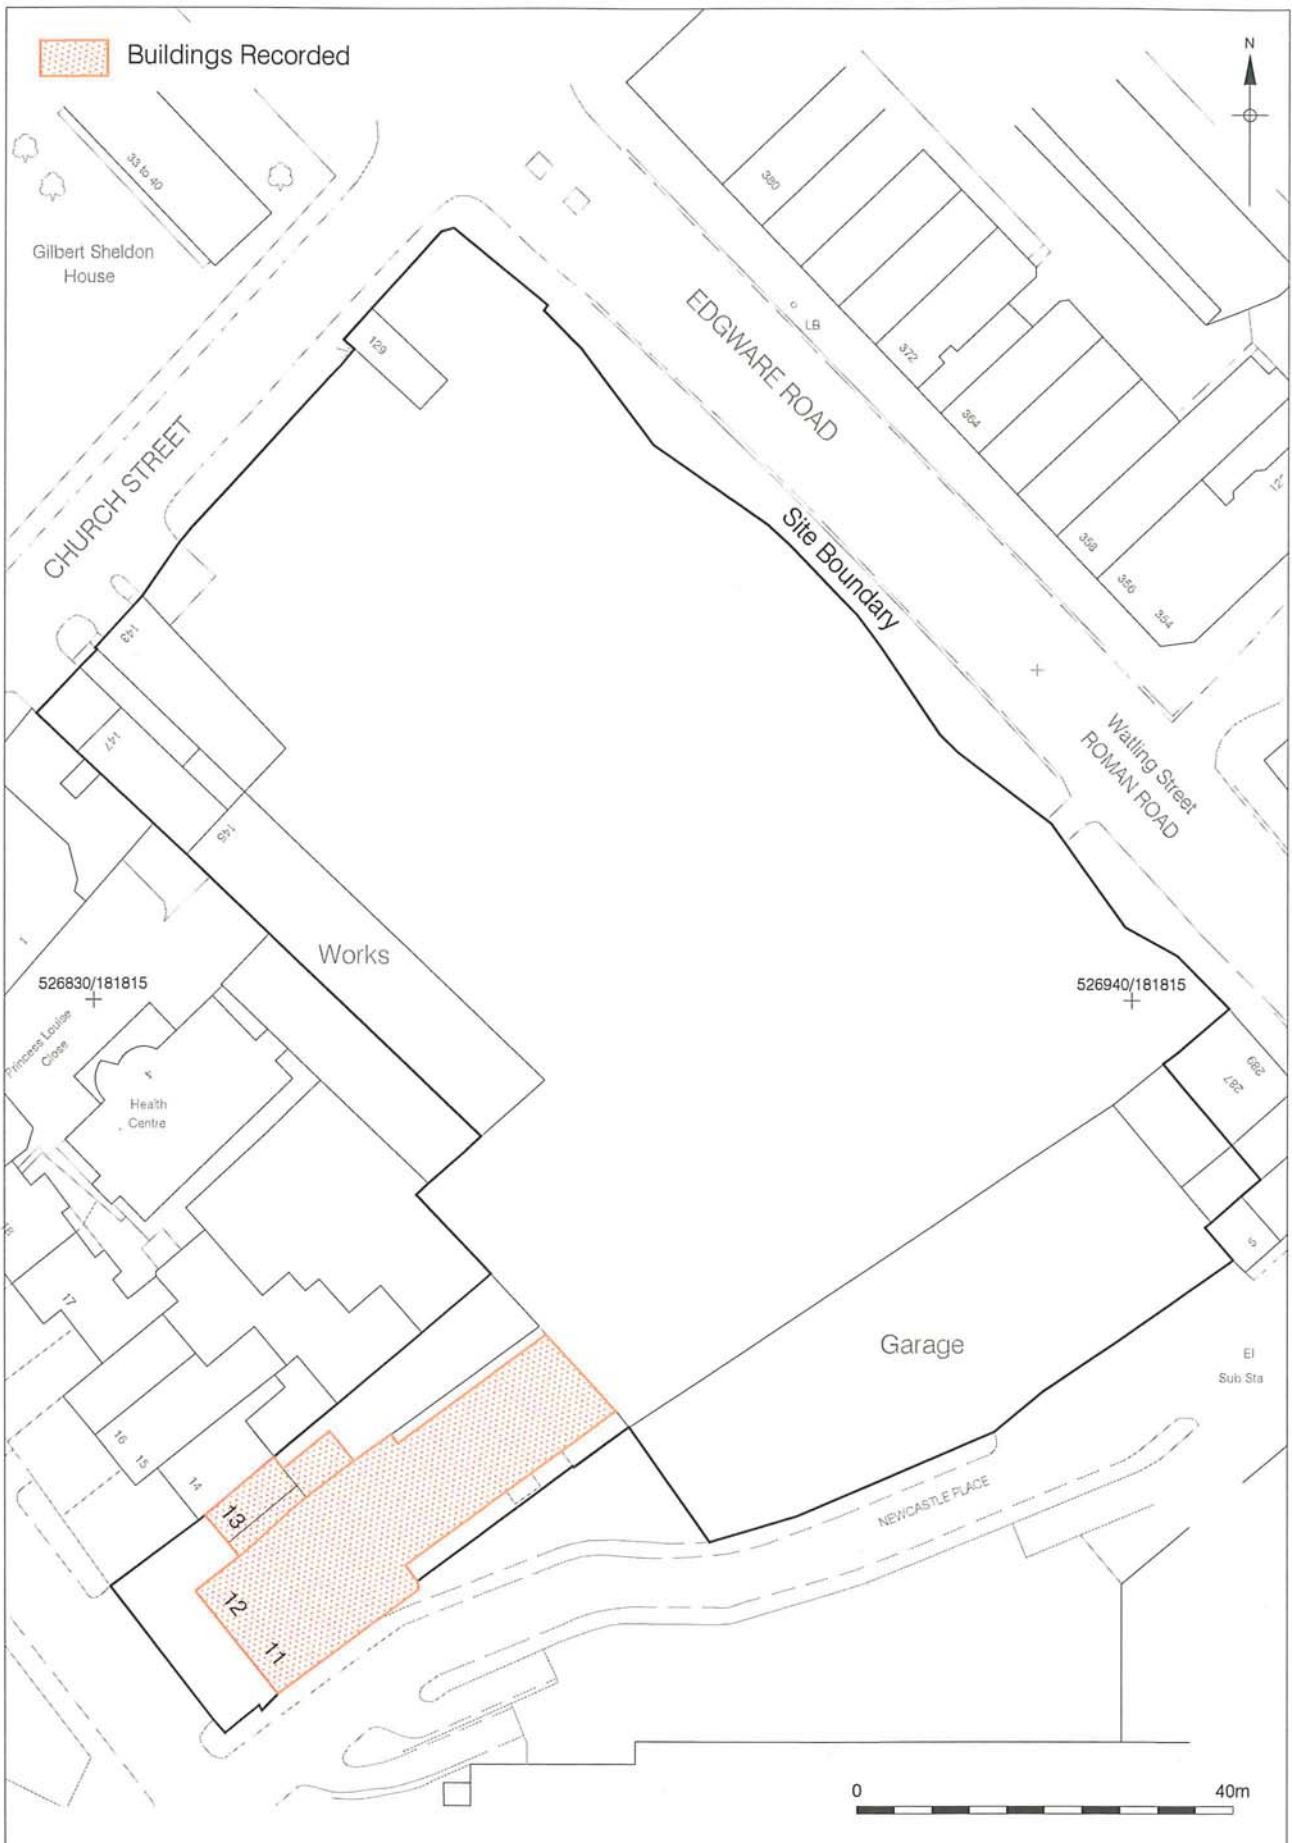 Buildings Recorded
N
33 to 40
Gilbert Sheldon
House
380
LB
EDGWARE ROAD
129
372
364
CHURCH STREET
Site Boundary
358
356
354
143
147
145
Watling Street
ROMAN ROAD
1
Works
526830/181815
526940/181815
Princess Louise
Close
4
Health
Centre
289
287
18
5
17
Garage
El
Sub Sta
16
15
14
13
NEWCASTLE PLACE
12
11
0
40m